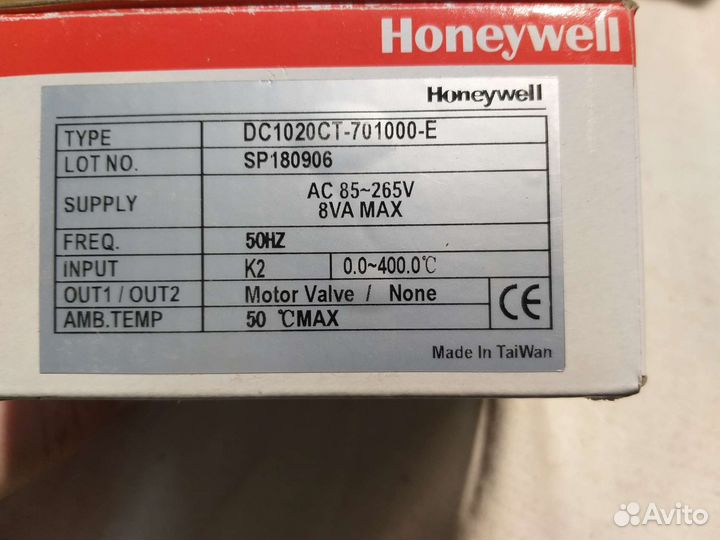 Honeywell
Honeywell
TYPE DC1020CT-701000-E
LOT NO. SP180906
SUPPLY AC 85~265V
8VA MAX
FREQ. 50HZ
INPUT K2 0.0~400.0℃
OUT1 / OUT2 Motor Valve / None
AMB.TEMP 50 ℃MAX
CE
Made In TaiWan
Avito